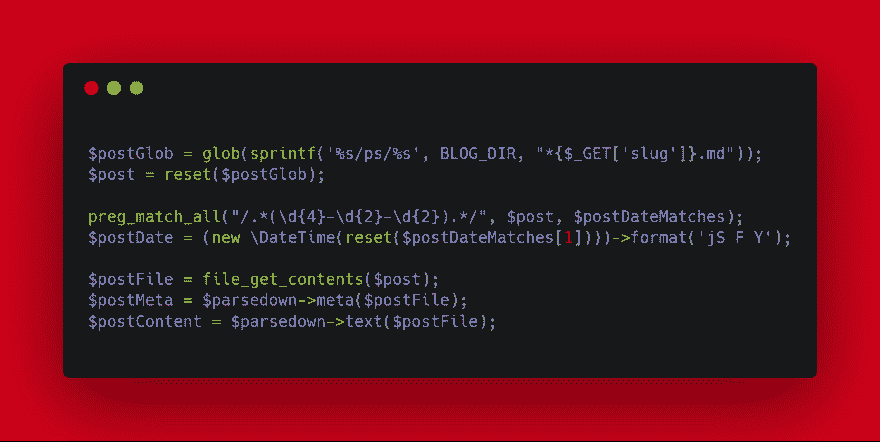 $postGlob = glob(sprintf('%s/ps/%s', BLOG_DIR, "*{$_GET['slug']}.md"));
$post = reset($postGlob);
preg_match_all("/.*(\d{4}-\d{2}-\d{2}).*/", $post, $postDateMatches);
$postDate = (new \DateTime(reset($postDateMatches[1])))->format('jS F Y');
$postFile = file_get_contents($post);
$postMeta = $parsedown->meta($postFile);
$postContent = $parsedown->text($postFile);